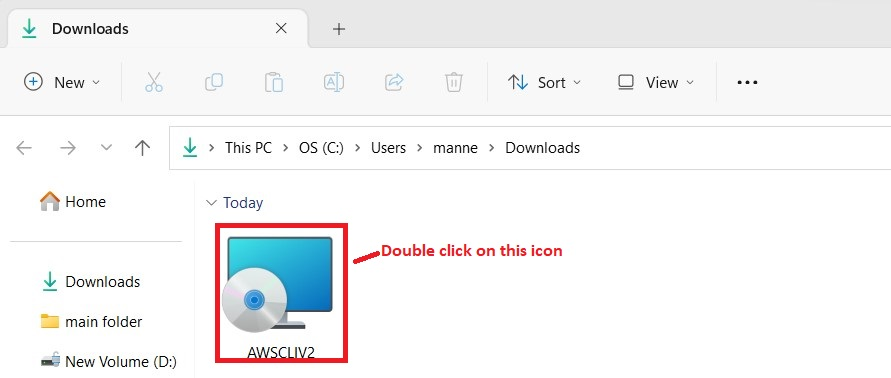 Downloads
New
Sort
View
This PC > OS (C:) > Users > manne > Downloads
Home
Today
Double click on this icon
Downloads
main folder
New Volume (D:)
AWSCLIV2